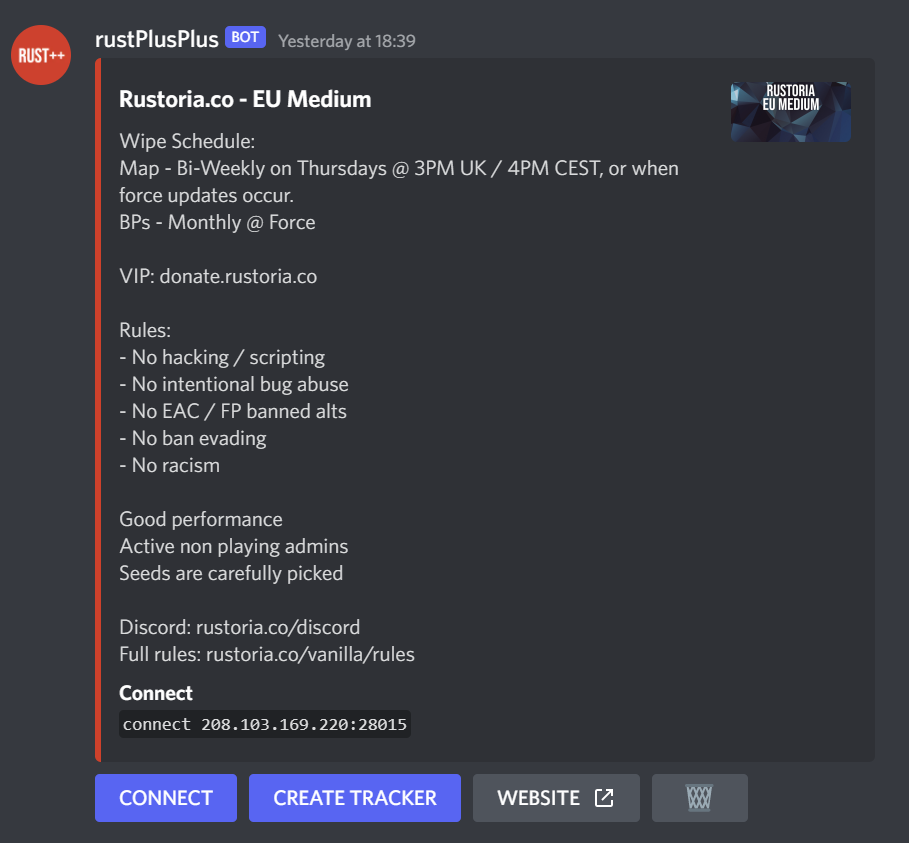 RUST++
rustPlusPlus BOT Yesterday at 18:39
Rustoria.co - EU Medium
RUSTORIA
EU MEDIUM
Wipe Schedule:
Map - Bi-Weekly on Thursdays @ 3PM UK / 4PM CEST, or when
force updates occur.
BPs - Monthly @ Force
VIP: donate.rustoria.co
Rules:
- No hacking / scripting
- No intentional bug abuse
- No EAC / FP banned alts
- No ban evading
- No racism
Good performance
Active non playing admins
Seeds are carefully picked
Discord: rustoria.co/discord
Full rules: rustoria.co/vanilla/rules
Connect
connect 208.103.169.220:28015
CONNECT CREATE TRACKER WEBSITE